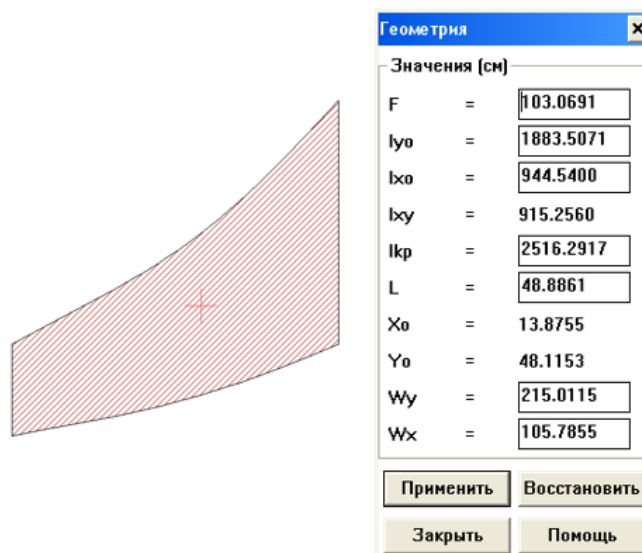 Геометрия
Значения (см)
F = 103.0691
Iyo = 1883.5071
Ixo = 944.5400
Ixy = 915.2560
Ikp = 2516.2917
L = 48.8861
Xo = 13.8755
Yo = 48.1153
Wy = 215.0115
Wx = 105.7855
Применить Восстановить
Закрыть Помощь